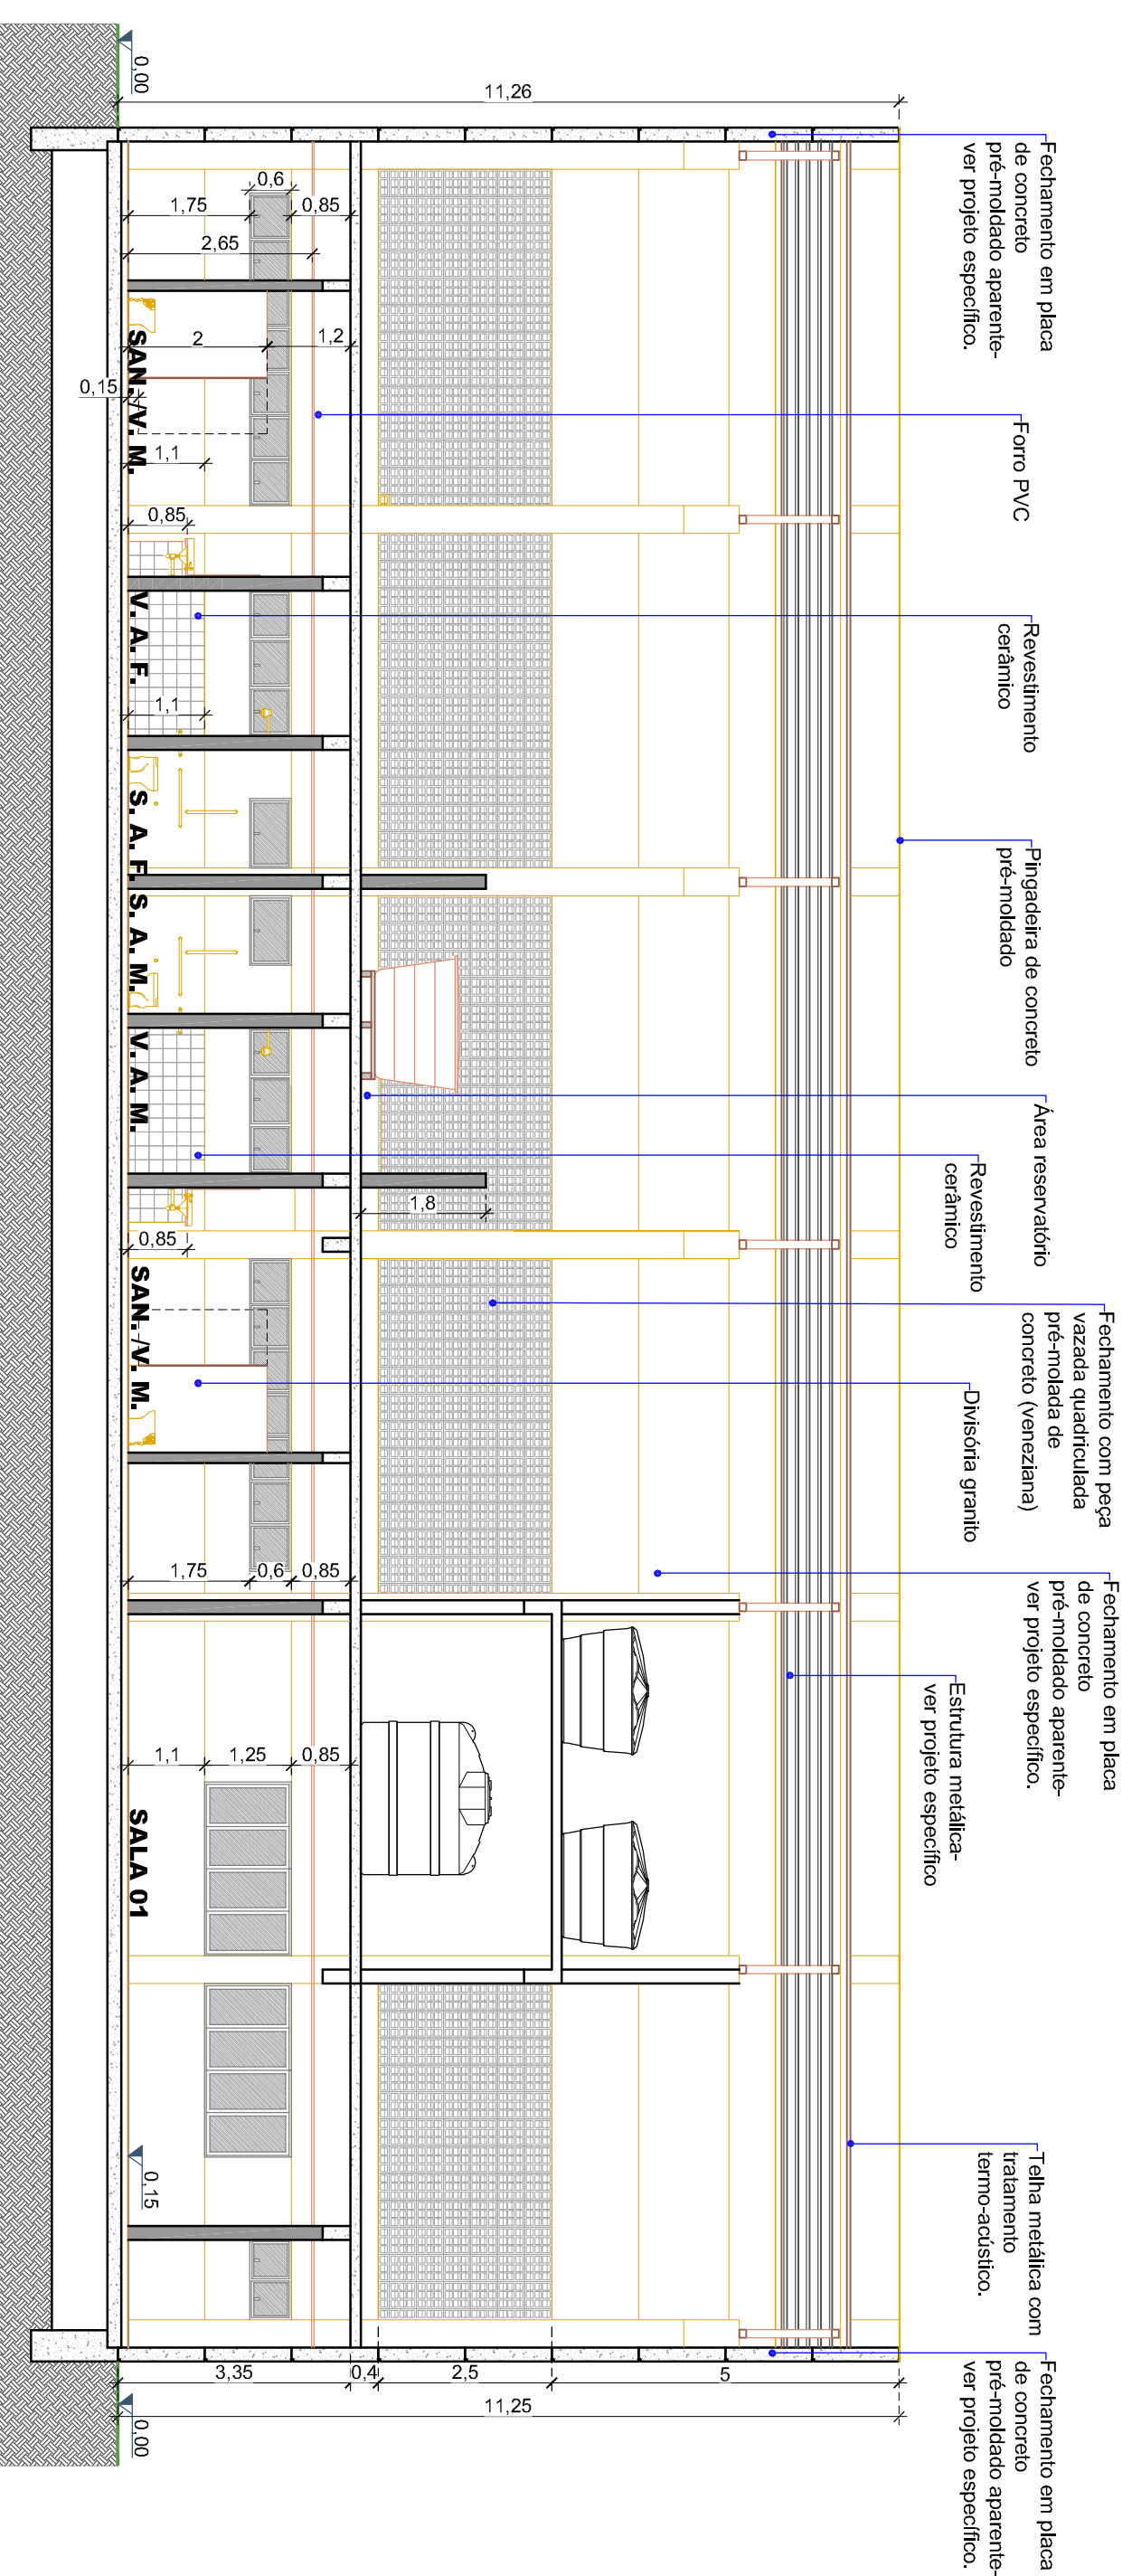 Fechamento em placa
de concreto
pré-moldado aparente-
ver projeto específico.
Forro PVC
Revestimento
cerâmico
Pingadeira de concreto
pré-moldado
Área reservatório
Revestimento
cerâmico
Fechamento com peça
vazada quadriculada
pré-molada de
concreto (veneziana)
Divisória granito
Fechamento em placa
de concreto
pré-moldado aparente-
ver projeto específico.
Estrutura metálica-
ver projeto específico
Telha metálica com
tratamento
termo-acústico.
Fechamento em placa
de concreto
pré-moldado aparente-
ver projeto específico.
11,26
0,00
0,6
1,75
0,85
2,65
2
1,2
0,15
1,1
0,85
1,1
1,8
0,85
1,75
0,6
0,85
1,1
1,25
0,85
0,15
3,35
0,4
2,5
5
11,25
0,00
SAN. /V. M.
V. A. F.
S. A. F.
S. A. M.
V. A. M.
SAN. /V. M.
SALA 01